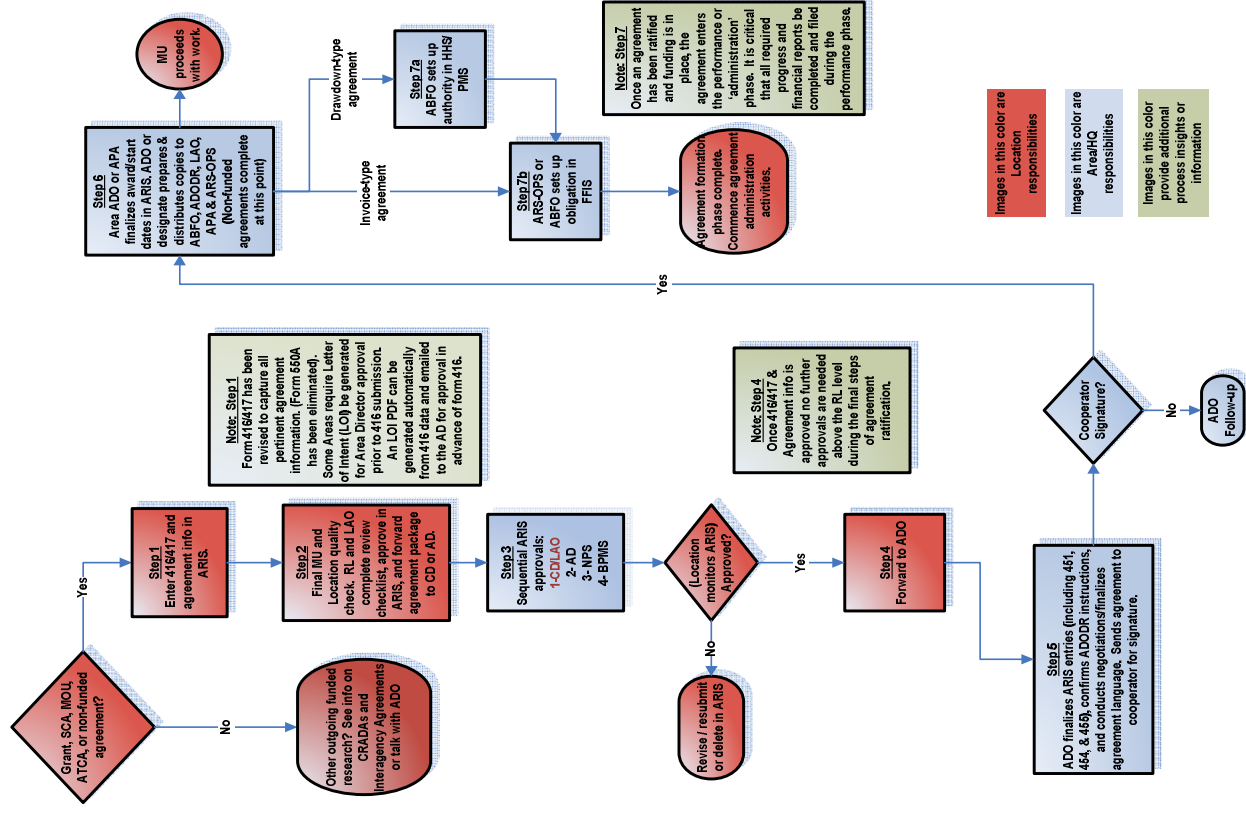 Grant, SCA, MOU,
ATCA, or non-funded
agreement?
Yes
No
Other outgoing funded
research? See info on
CRADAs and
Interagency Agreements
or talk with ADO
Step1
Enter 416/417 and
agreement info in
ARIS.
Note: Step 1
Form 416/417 has been
revised to capture all
pertinent agreement
information. (Form 550A
has been eliminated).
Some Areas require Letter
of Intent (LOI) be generated
for Area Director approval
prior to 416 submission.
An LOI PDF can be
generated automatically
from 416 data and emailed
to the AD for approval in
advance of form 416.
Step 2
Final MU and
Location quality
check. RL and LAO
complete review
checklist, approve in
ARIS, and forward
agreement package
to CD or AD.
Step 3
Sequential ARIS
approvals:
1-CD/LAO
2- AD
3- NPS
4- BPMS
(Location
monitors ARIS)
Approved?
No
Revise / resubmit
or delete in ARIS
Yes
Step 4
Forward to ADO
Note: Step 4
Once 416/417 &
Agreement info is
approved no further
approvals are needed
above the RL level
during the final steps
of agreement
ratification.
Step 5
ADO finalizes ARIS entries (including 451,
454, & 455), confirms ADODR instructions,
and conducts negotiations/finalizes
agreement language. Sends agreement to
cooperator for signature.
Cooperator
Signature?
No
ADO
Follow-up
Yes
Step 6
Area ADO or APA
finalizes award/start
dates in ARIS. ADO or
designate prepares &
distributes copies to
ABFO, ADODR, LAO,
APA & ARS-OPS
(Non-funded
agreements complete
at this point)
MU
proceeds
with work.
Drawdown-type
agreement
Invoice-type
agreement
Step 7a
ABFO sets up
authority in HHS/
PMS
Step 7b
ARS-OPS or
ABFO sets up
obligation in
FFIS
Agreement formation
phase complete.
Commence agreement
administration
activities.
Note: Step 7
Once an agreement
has been ratified
and funding is in
place, the
agreement enters
the performance or
‘administration’
phase. It is critical
that all required
progress and
financial reports be
completed and filed
during the
performance phase.
Images in this color are
Location
responsibilities
Images in this color are
Area/HQ
responsibilities
Images in this color
provide additional
process insights or
information